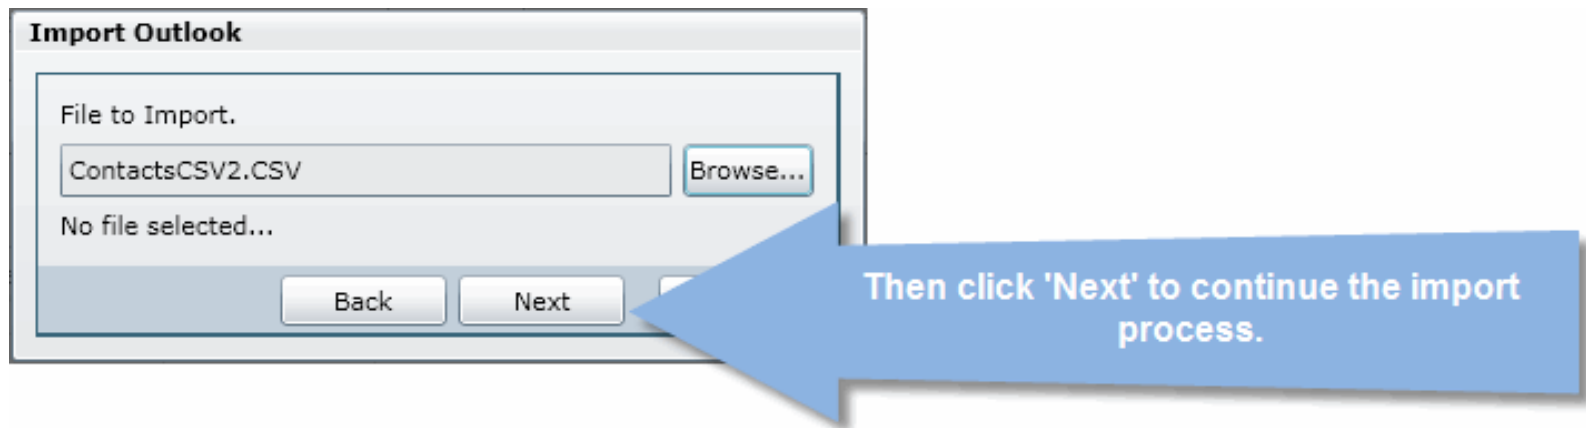 Import Outlook
File to Import.
ContactsCSV2.CSV
Browse...
No file selected...
Back
Next
Then click 'Next' to continue the import
process.